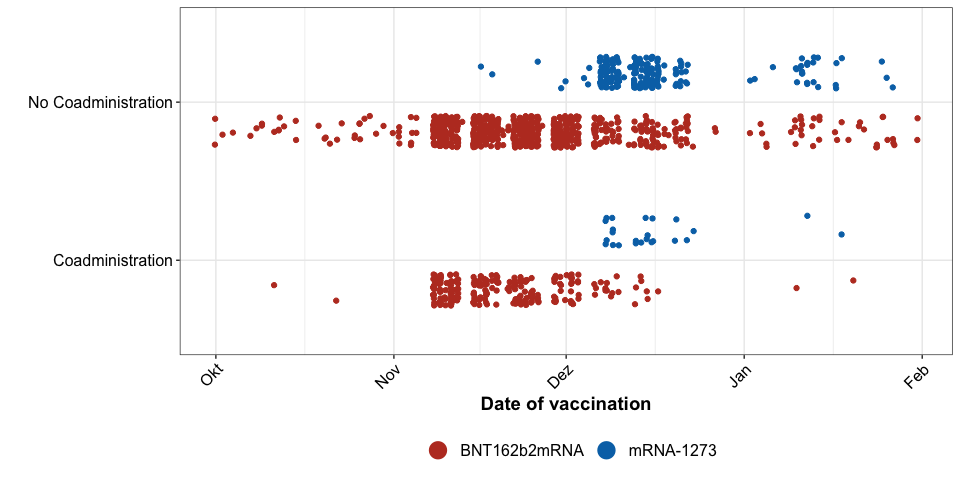 No Coadministration
Coadministration
Okt
Nov
Dez
Jan
Feb
Date of vaccination
BNT162b2mRNA
mRNA-1273